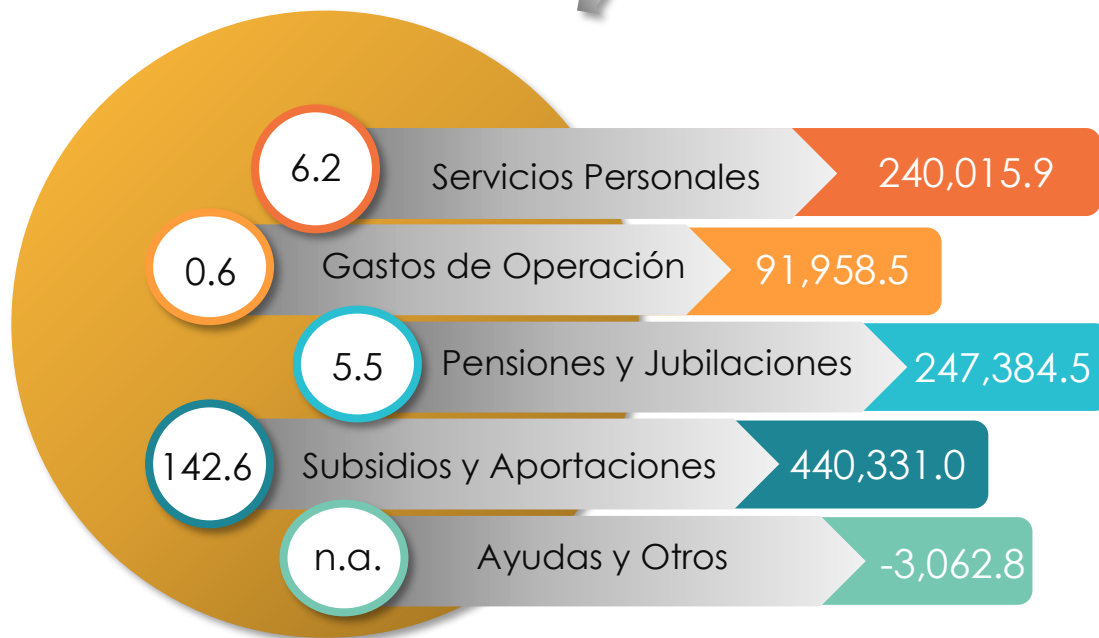 6.2 Servicios Personales 240,015.9
0.6 Gastos de Operación 91,958.5
5.5 Pensiones y Jubilaciones 247,384.5
142.6 Subsidios y Aportaciones 440,331.0
n.a. Ayudas y Otros -3,062.8